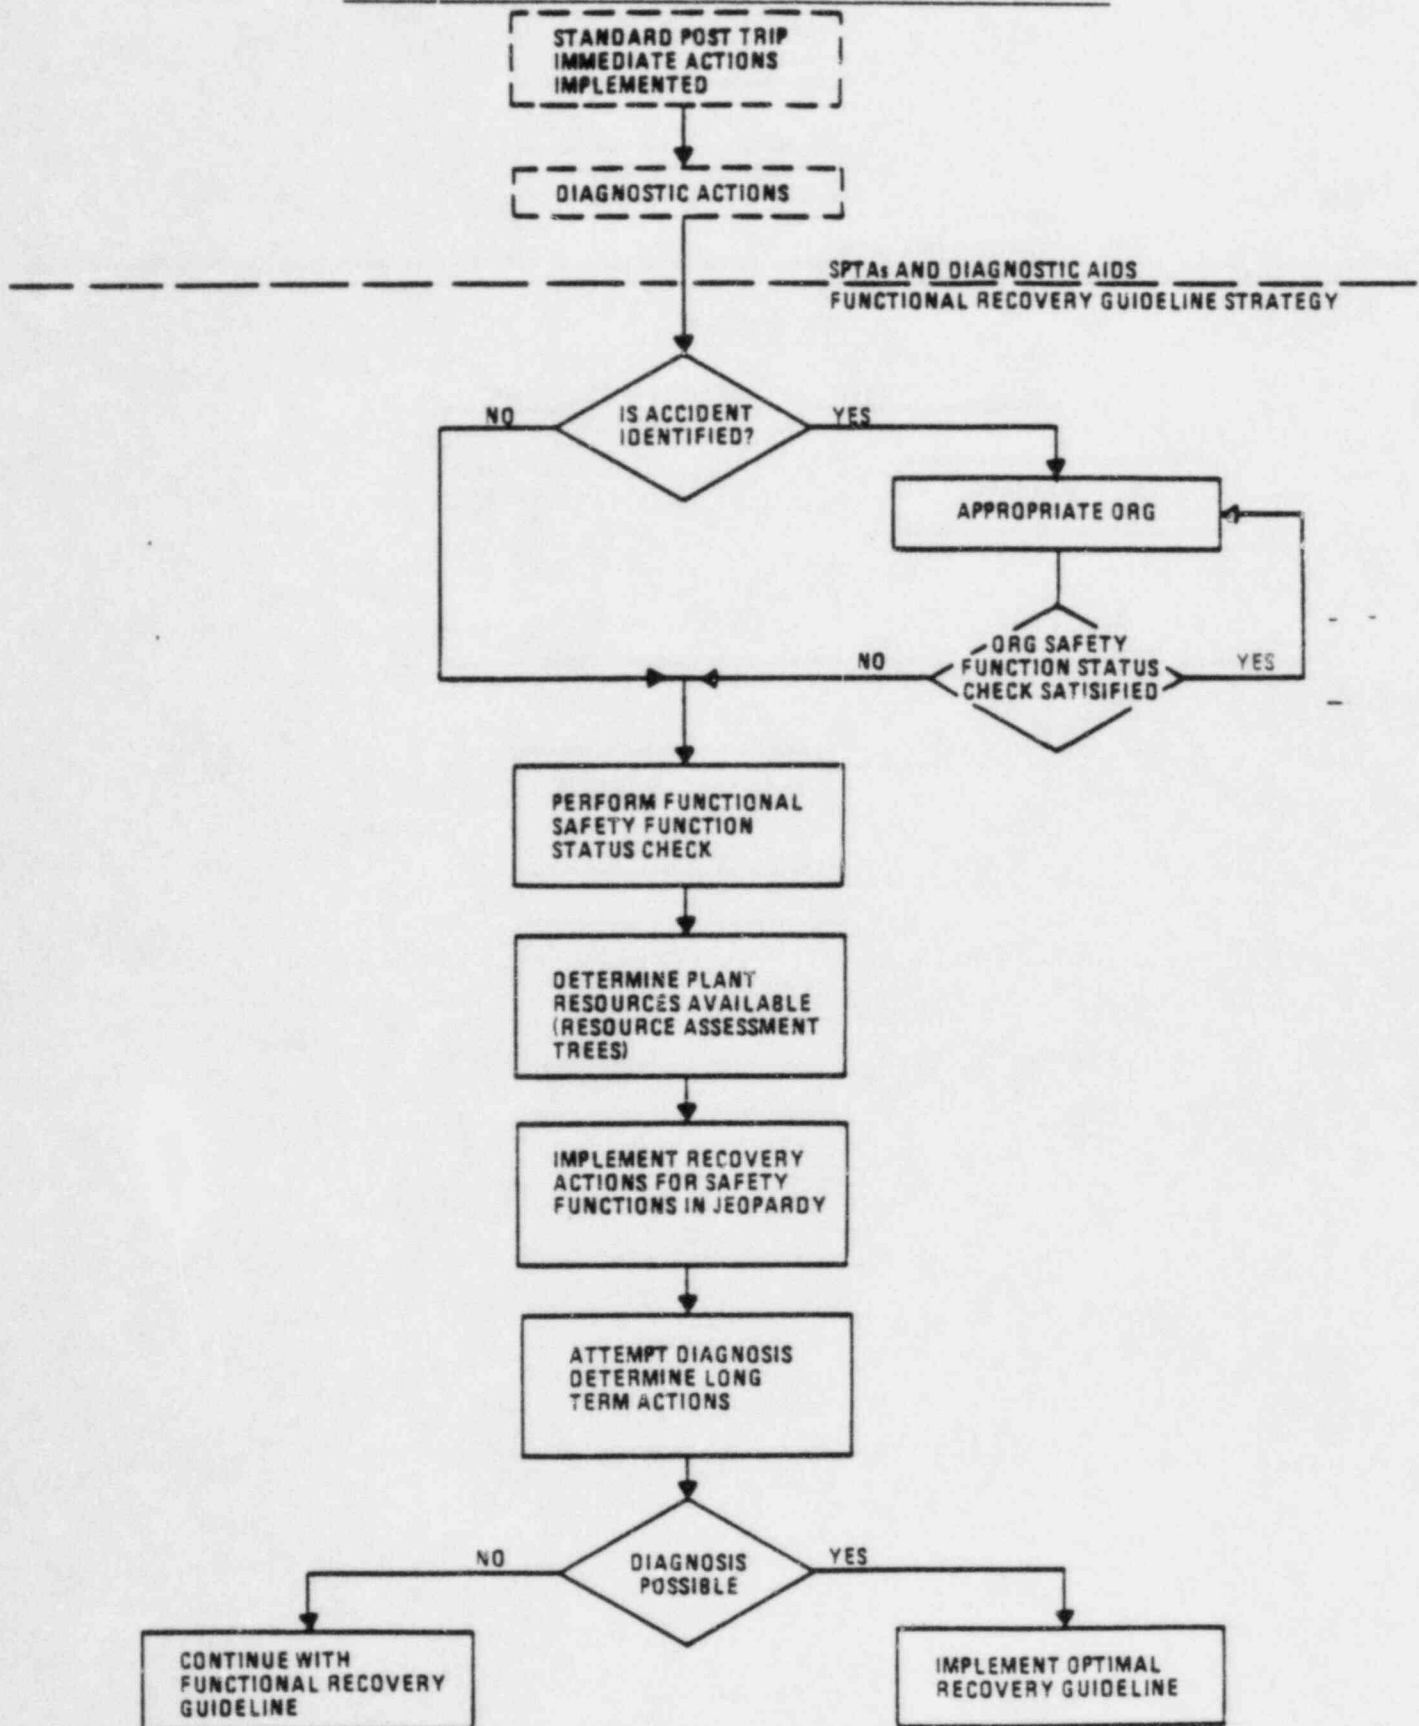 STANDARD POST TRIP
IMMEDIATE ACTIONS
IMPLEMENTED
DIAGNOSTIC ACTIONS
SPTAs AND DIAGNOSTIC AIDS
FUNCTIONAL RECOVERY GUIDELINE STRATEGY
NO
IS ACCIDENT
IDENTIFIED?
YES
APPROPRIATE ORG
NO
ORG SAFETY
FUNCTION STATUS
CHECK SATISIFIED
YES
PERFORM FUNCTIONAL
SAFETY FUNCTION
STATUS CHECK
DETERMINE PLANT
RESOURCES AVAILABLE
(RESOURCE ASSESSMENT
TREES)
IMPLEMENT RECOVERY
ACTIONS FOR SAFETY
FUNCTIONS IN JEOPARDY
ATTEMPT DIAGNOSIS
DETERMINE LONG
TERM ACTIONS
NO
DIAGNOSIS
POSSIBLE
YES
CONTINUE WITH
FUNCTIONAL RECOVERY
GUIDELINE
IMPLEMENT OPTIMAL
RECOVERY GUIDELINE